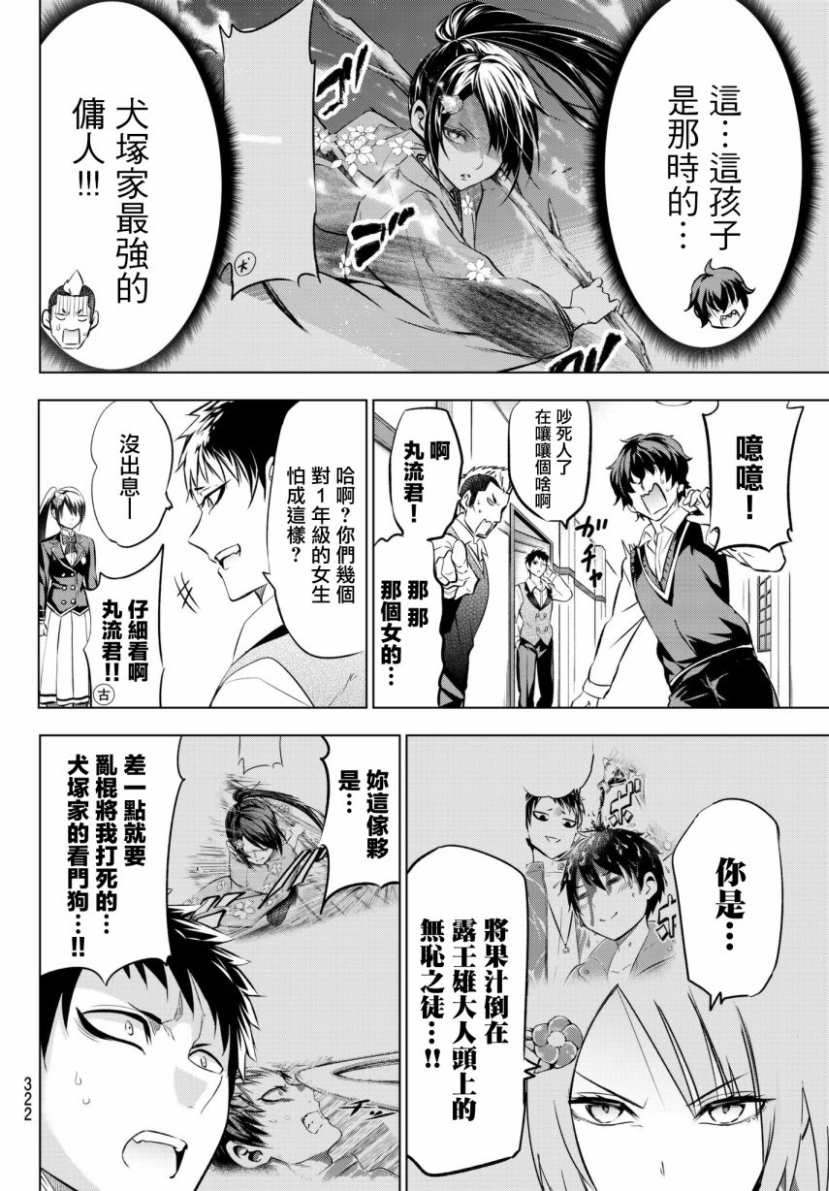 這…這孩子
是那時的…
犬塚家最強的
傭人!!!
噫噫！
吵死人了
在嚷嚷個啥啊
啊
丸流君！
ガチャ
那 那
那個女的…
哈啊？你們幾個
對1年級的女生
怕成這樣？
沒出息—
仔細看啊
丸流君!!
古
你是…
將果汁倒在
露王雄大人頭上的
無恥之徒…!!
妳這傢夥
是…
差一點就要
亂棍將我打死的…
犬塚家的看門狗…!!
322